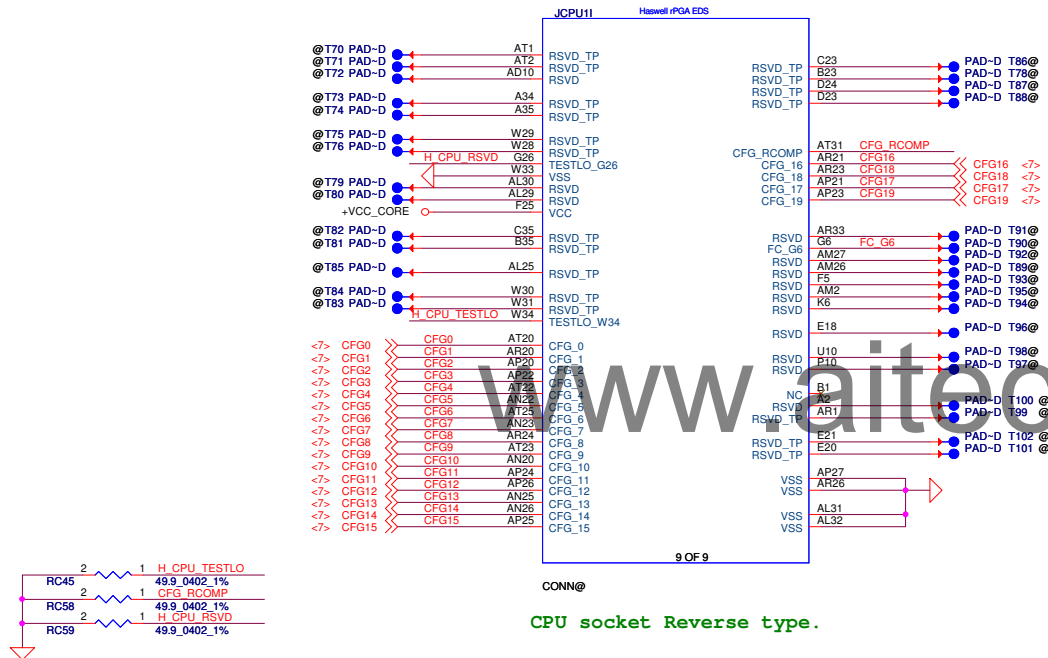 JCPU1I
Haswell rPGA EDS
@T70 PAD~D AT1 RSVD_TP
@T71 PAD~D AT2 RSVD_TP
@T72 PAD~D AD10 RSVD
@T73 PAD~D A34 RSVD_TP
@T74 PAD~D A35 RSVD_TP
@T75 PAD~D W29 RSVD_TP
@T76 PAD~D W28 RSVD_TP
H_CPU_RSVD G26 TESTLO_G26
W33 VSS
@T79 PAD~D AL30 RSVD
@T80 PAD~D AL29 RSVD
+VCC_CORE F25 VCC
@T82 PAD~D C35 RSVD_TP
@T81 PAD~D B35 RSVD_TP
@T85 PAD~D AL25 RSVD_TP
@T84 PAD~D W30 RSVD_TP
@T83 PAD~D W31 RSVD_TP
H_CPU_TESTLO W34 TESTLO_W34
<7> CFG0 CFG0 AT20 CFG_0
<7> CFG1 CFG1 AR20 CFG_1
<7> CFG2 CFG2 AP20 CFG_2
<7> CFG3 CFG3 AP22 CFG_3
<7> CFG4 CFG4 AT22 CFG_4
<7> CFG5 CFG5 AN22 CFG_5
<7> CFG6 CFG6 AT25 CFG_6
<7> CFG7 CFG7 AN23 CFG_7
<7> CFG8 CFG8 AR24 CFG_8
<7> CFG9 CFG9 AT23 CFG_9
<7> CFG10 CFG10 AN20 CFG_10
<7> CFG11 CFG11 AP24 CFG_11
<7> CFG12 CFG12 AP26 CFG_12
<7> CFG13 CFG13 AN25 CFG_13
<7> CFG14 CFG14 AN26 CFG_14
<7> CFG15 CFG15 AP25 CFG_15
RSVD_TP C23 PAD~D T86@
RSVD_TP B23 PAD~D T78@
RSVD_TP D24 PAD~D T87@
RSVD_TP D23 PAD~D T88@
CFG_RCOMP AT31 CFG_RCOMP
CFG_16 AR21 CFG16 CFG16 <7>
CFG_18 AR23 CFG18 CFG18 <7>
CFG_17 AP21 CFG17 CFG17 <7>
CFG_19 AP23 CFG19 CFG19 <7>
RSVD AR33 PAD~D T91@
FC_G6 G6 FC_G6 PAD~D T90@
RSVD AM27 PAD~D T92@
RSVD AM26 PAD~D T89@
RSVD F5 PAD~D T93@
RSVD AM2 PAD~D T95@
RSVD K6 PAD~D T94@
RSVD E18 PAD~D T96@
RSVD U10 PAD~D T98@
RSVD P10 PAD~D T97@
NC B1
RSVD A2 PAD~D T100 @
RSVD_TP AR1 PAD~D T99 @
RSVD_TP E21 PAD~D T102 @
RSVD_TP E20 PAD~D T101 @
VSS AP27
VSS AR26
VSS AL31
VSS AL32
9 OF 9
www.aitec
CONN@
CPU socket Reverse type.
RC45 2 1 H_CPU_TESTLO
49.9_0402_1%
RC58 2 1 CFG_RCOMP
49.9_0402_1%
RC59 2 1 H_CPU_RSVD
49.9_0402_1%